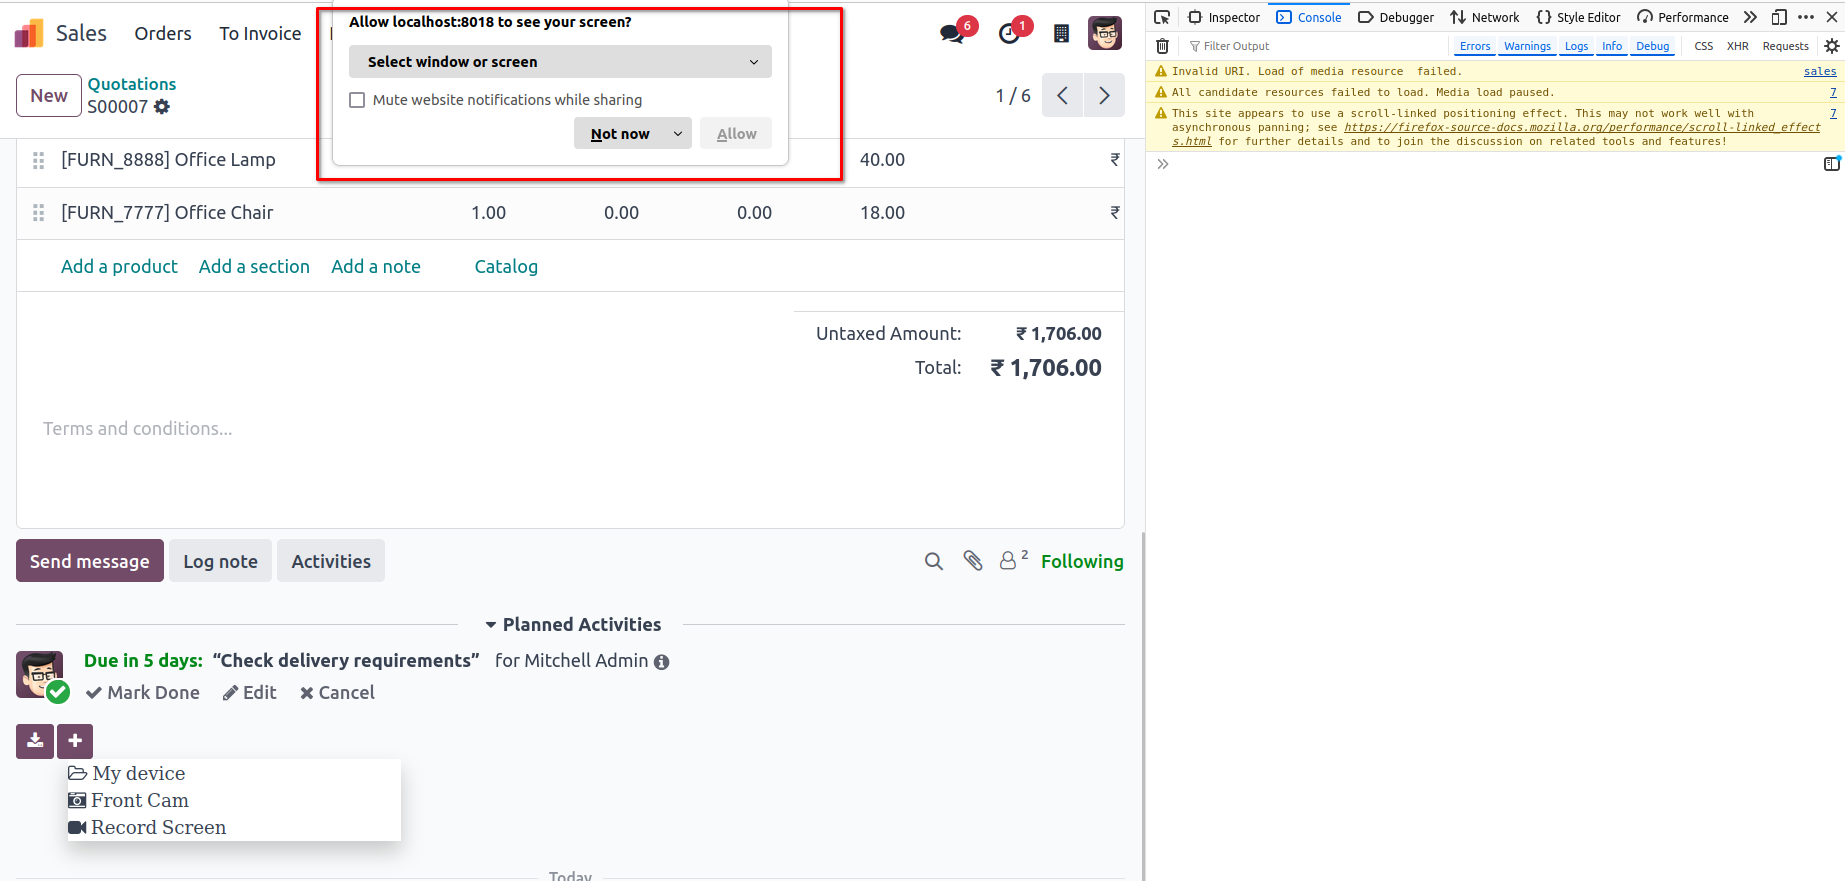 Allow localhost:8018 to see your screen?
Select window or screen
Mute website notifications while sharing
Not now
Allow
Sales
Orders
To Invoice
6
1
New
Quotations
S00007
1 / 6
[FURN_8888] Office Lamp
40.00
₹
[FURN_7777] Office Chair
1.00
0.00
0.00
18.00
₹
Add a product
Add a section
Add a note
Catalog
Untaxed Amount:
₹ 1,706.00
Total:
₹ 1,706.00
Terms and conditions...
Send message
Log note
Activities
2
Following
Planned Activities
Due in 5 days: “Check delivery requirements” for Mitchell Admin
Mark Done
Edit
Cancel
My device
Front Cam
Record Screen
Today
Inspector
Console
Debugger
Network
Style Editor
Performance
Filter Output
Errors
Warnings
Logs
Info
Debug
CSS
XHR
Requests
Invalid URI. Load of media resource failed.
sales
All candidate resources failed to load. Media load paused.
7
This site appears to use a scroll-linked positioning effect. This may not work well with
7
asynchronous panning; see https://firefox-source-docs.mozilla.org/performance/scroll-linked_effect
s.html for further details and to join the discussion on related tools and features!